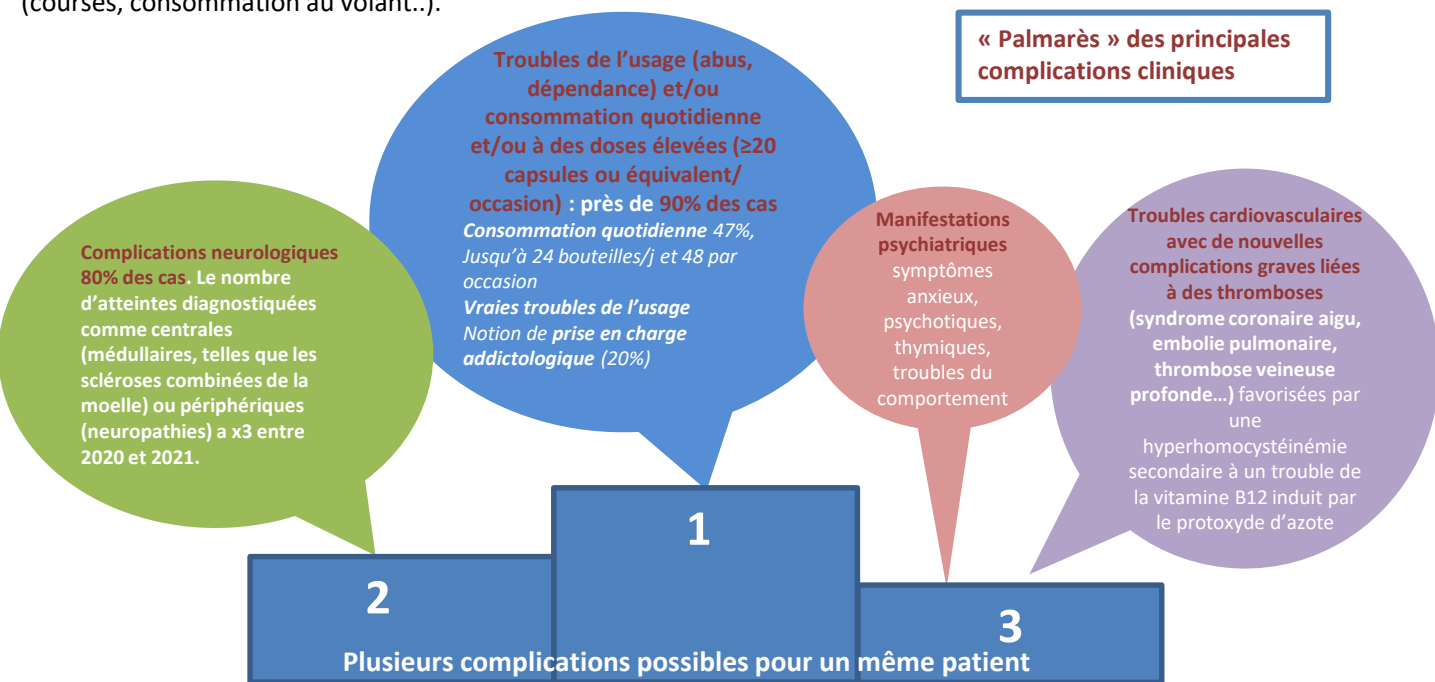 (courses, consommation au volant..).
« Palmarès » des principales
complications cliniques
Troubles de l’usage (abus,
dépendance) et/ou
consommation quotidienne
et/ou à des doses élevées (≥20
capsules ou équivalent/
occasion) : près de 90% des cas
Consommation quotidienne 47%,
Jusqu’à 24 bouteilles/j et 48 par
occasion
Vraies troubles de l’usage
Notion de prise en charge
addictologique (20%)
Complications neurologiques
80% des cas. Le nombre
d’atteintes diagnostiquées
comme centrales
(médullaires, telles que les
scléroses combinées de la
moelle) ou périphériques
(neuropathies) a x3 entre
2020 et 2021.
Manifestations
psychiatriques
symptômes
anxieux,
psychotiques,
thymiques,
troubles du
comportement
Troubles cardiovasculaires
avec de nouvelles
complications graves liées
à des thromboses
(syndrome coronaire aigu,
embolie pulmonaire,
thrombose veineuse
profonde…) favorisées par
une
hyperhomocystéinémie
secondaire à un trouble de
la vitamine B12 induit par
le protoxyde d’azote
1
2
3
Plusieurs complications possibles pour un même patient